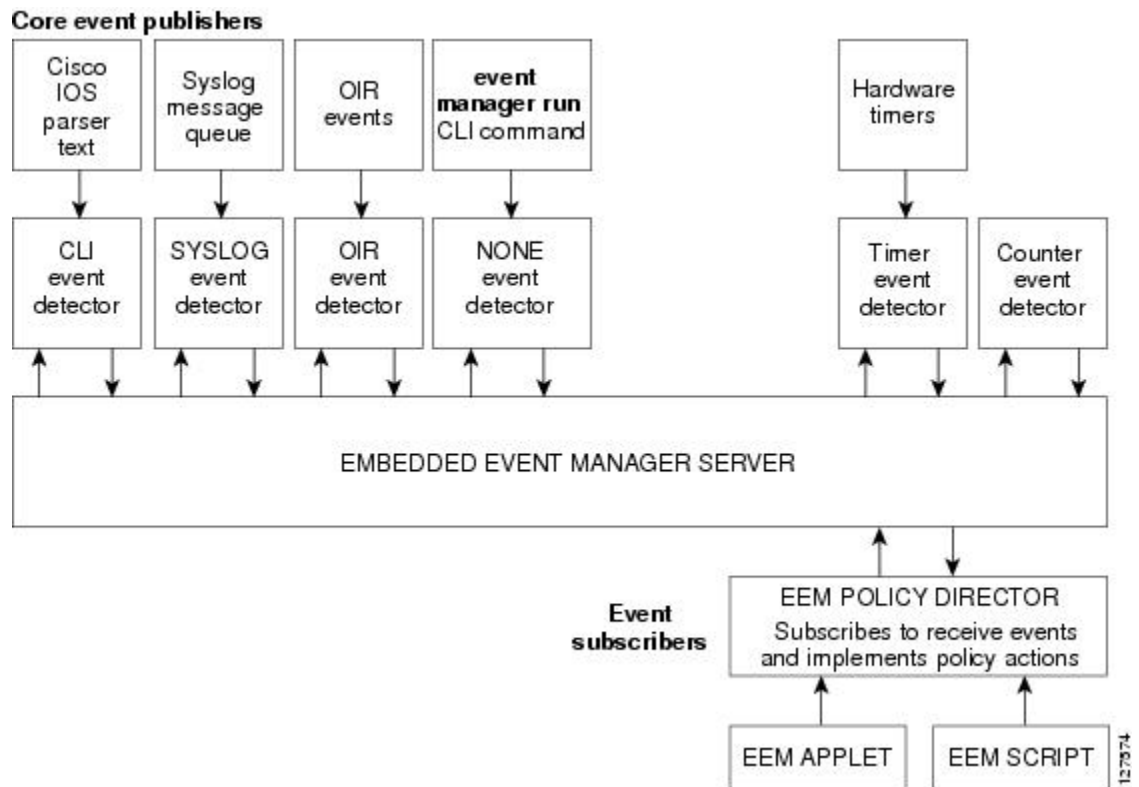 Core event publishers
Cisco
IOS
parser
text
Syslog
message
queue
OIR
events
event
manager run
CLI command
Hardware
timers
CLI
event
detector
SYSLOG
event
detector
OIR
event
detector
NONE
event
detector
Timer
event
detector
Counter
event
detector
EMBEDDED EVENT MANAGER SERVER
Event
subscribers
EEM POLICY DIRECTOR
Subscribes to receive events
and implements policy actions
EEM APPLET
EEM SCRIPT
127574